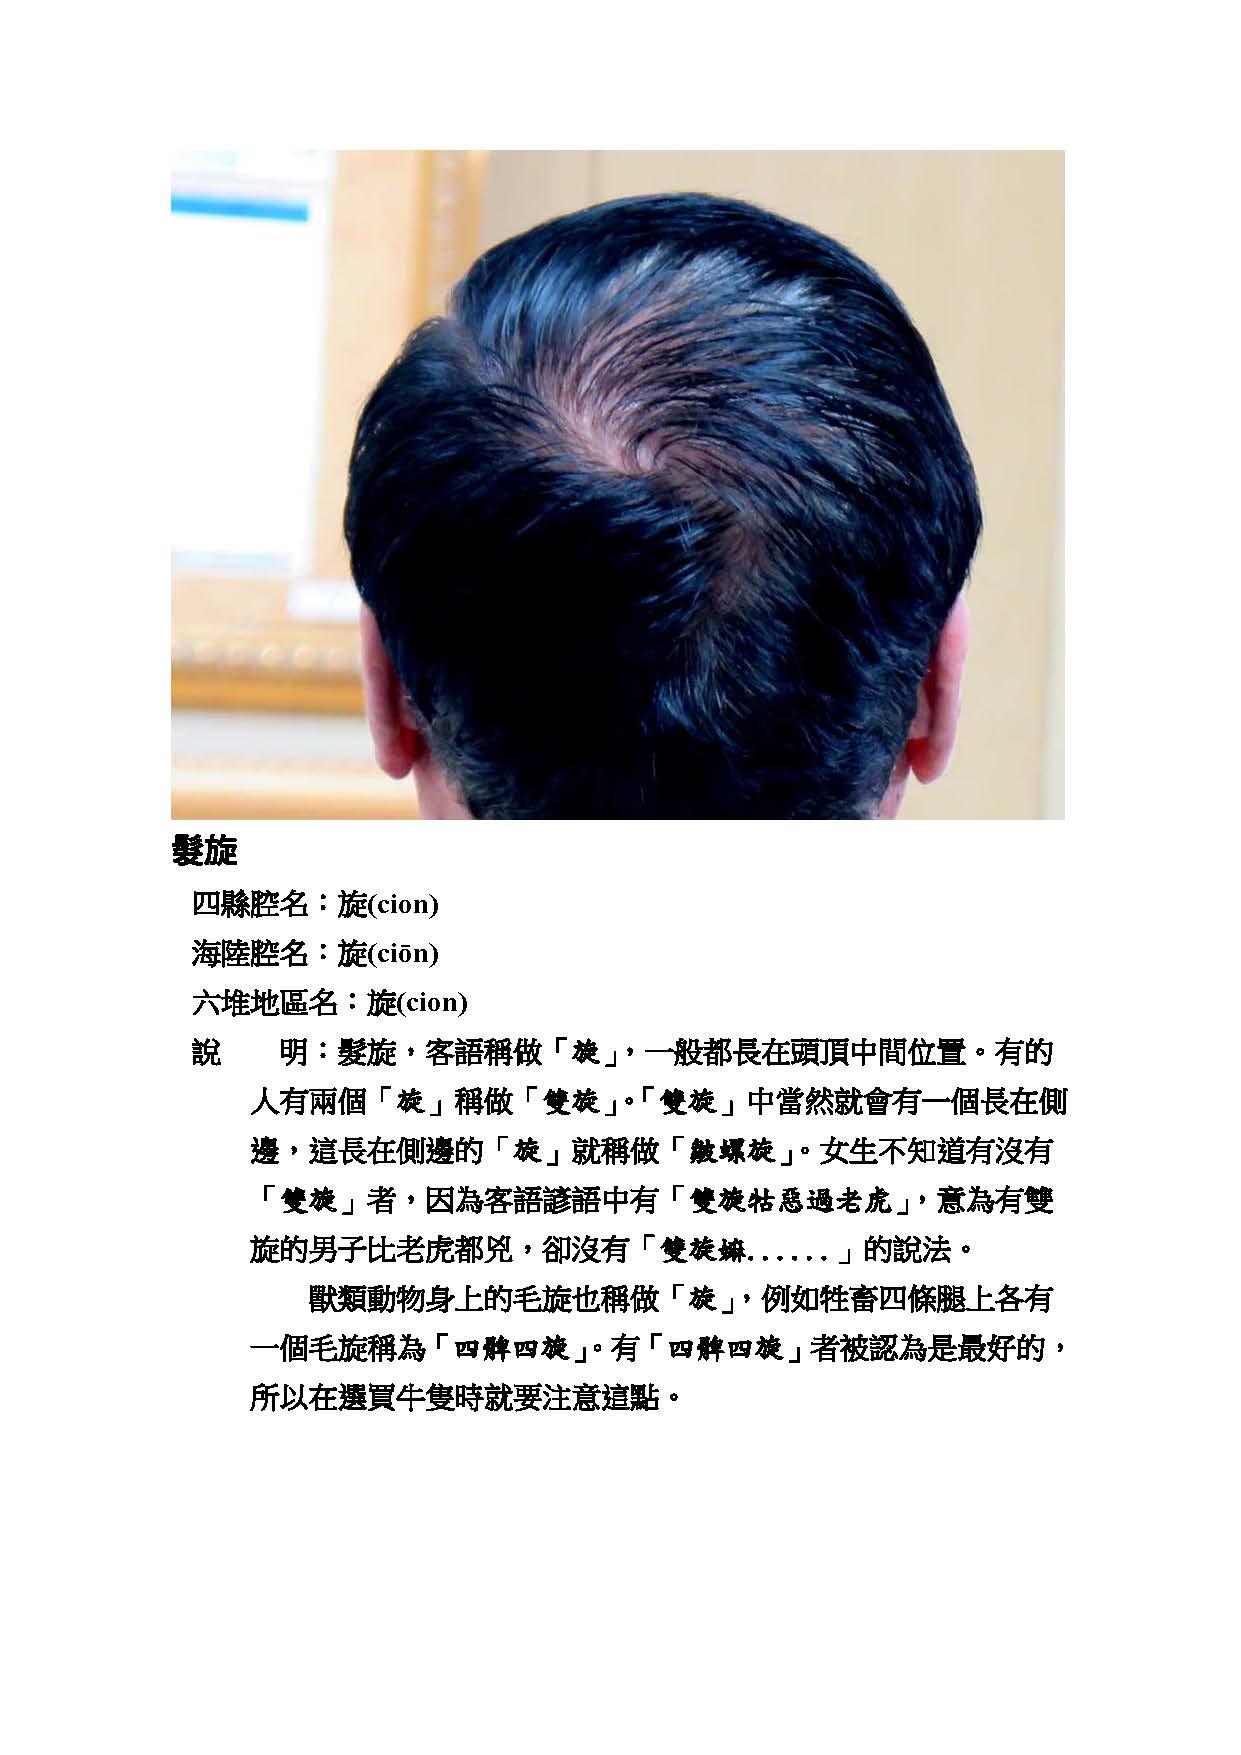 髮旋
四縣腔名：旋(cion)
海陸腔名：旋(ciōn)
六堆地區名：旋(cion)
說　　明：髮旋，客語稱做「旋」，一般都長在頭頂中間位置。有的
人有兩個「旋」稱做「雙旋」。「雙旋」中當然就會有一個長在側
邊，這長在側邊的「旋」就稱做「敧螺旋」。女生不知道有沒有
「雙旋」者，因為客語諺語中有「雙旋牯惡過老虎」，意為有雙
旋的男子比老虎都兇，卻沒有「雙旋嫲......」的說法。
獸類動物身上的毛旋也稱做「旋」，例如牲畜四條腿上各有
一個毛旋稱為「四髀四旋」。有「四髀四旋」者被認為是最好的，
所以在選買牛隻時就要注意這點。